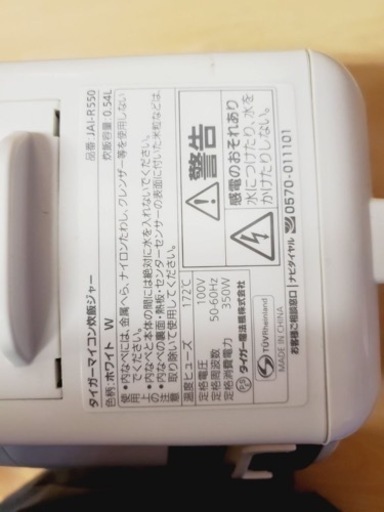 タイガーマイコン炊飯ジャー 品番：JAI-R550
色柄：ホワイト W 炊飯容量 0.54L
使用上の注意
•内なべには、金属へら、ナイロンたわし、クレンザー等を使用しない
でください。
•内なべと本体の間には絶対に水を入れないでください。
•内なべの裏面・熱板・センターセンサーの表面に付いた米粒などは、
取り除いて使用してください。
温度ヒューズ 172℃
定格電圧 100V
定格周波数 50-60Hz
定格消費電力 350W
警告
感電のおそれあり
水につけたり、水を
かけたりしない。
PSE タイガー魔法瓶株式会社
TÜVRheinland
MADE IN CHINA
お客様ご相談窓口 ナビダイヤル 0570-011101